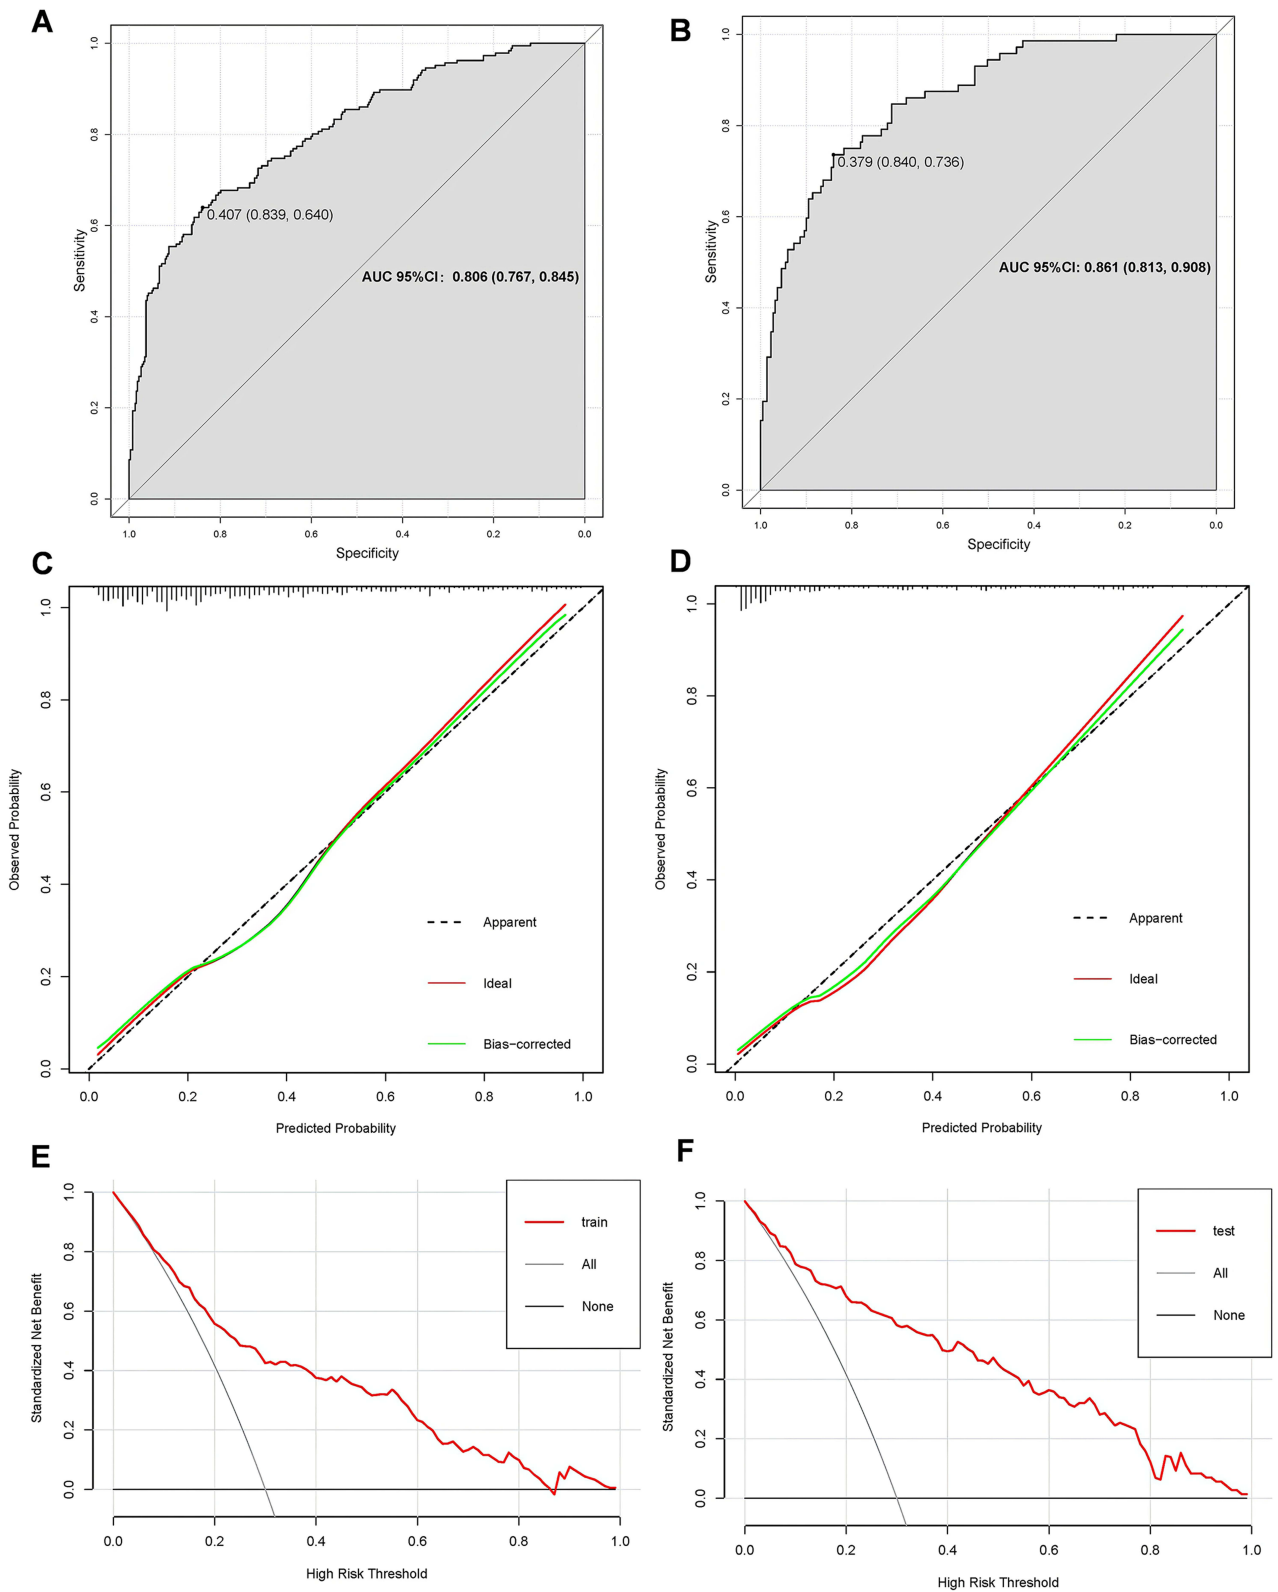 A
1.0
0.8
0.6
0.4
0.2
0.0
Sensitivity
0.407 (0.839, 0.640)
AUC 95%CI: 0.806 (0.767, 0.845)
1.0 0.8 0.6 0.4 0.2 0.0
Specificity
B
1.0
0.8
0.6
0.4
0.2
0.0
Sensitivity
0.379 (0.840, 0.736)
AUC 95%CI: 0.861 (0.813, 0.908)
1.0 0.8 0.6 0.4 0.2 0.0
Specificity
C
1.0
0.8
0.6
0.4
0.2
0.0
Observed Probability
Apparent
Ideal
Bias−corrected
0.0 0.2 0.4 0.6 0.8 1.0
Predicted Probability
D
1.0
0.8
0.6
0.4
0.2
0.0
Observed Probability
Apparent
Ideal
Bias−corrected
0.0 0.2 0.4 0.6 0.8 1.0
Predicted Probability
E
1.0
0.8
0.6
0.4
0.2
0.0
Standardized Net Benefit
train
All
None
0.0 0.2 0.4 0.6 0.8 1.0
High Risk Threshold
F
1.0
0.8
0.6
0.4
0.2
0.0
Standardized Net Benefit
test
All
None
0.0 0.2 0.4 0.6 0.8 1.0
High Risk Threshold